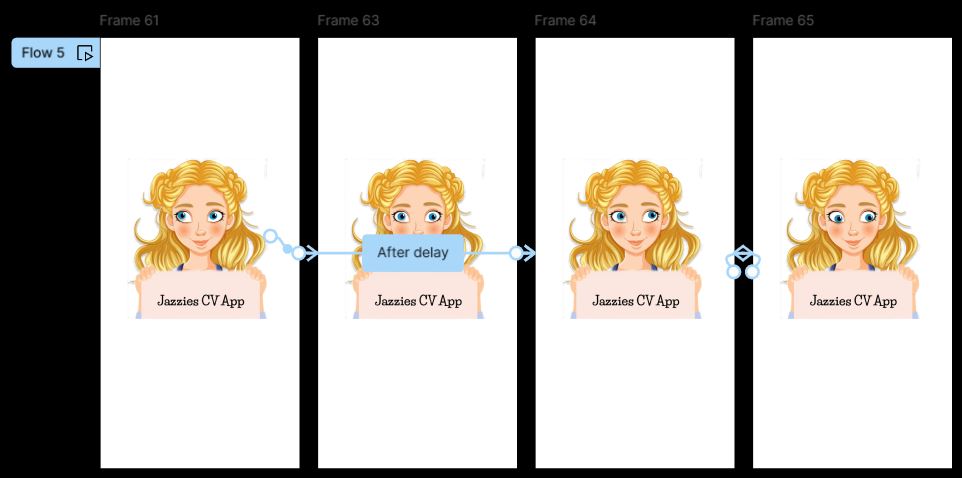 Frame 61
Frame 63
Frame 64
Frame 65
Flow 5
After delay
Jazzies CV App
Jazzies CV App
Jazzies CV App
Jazzies CV App